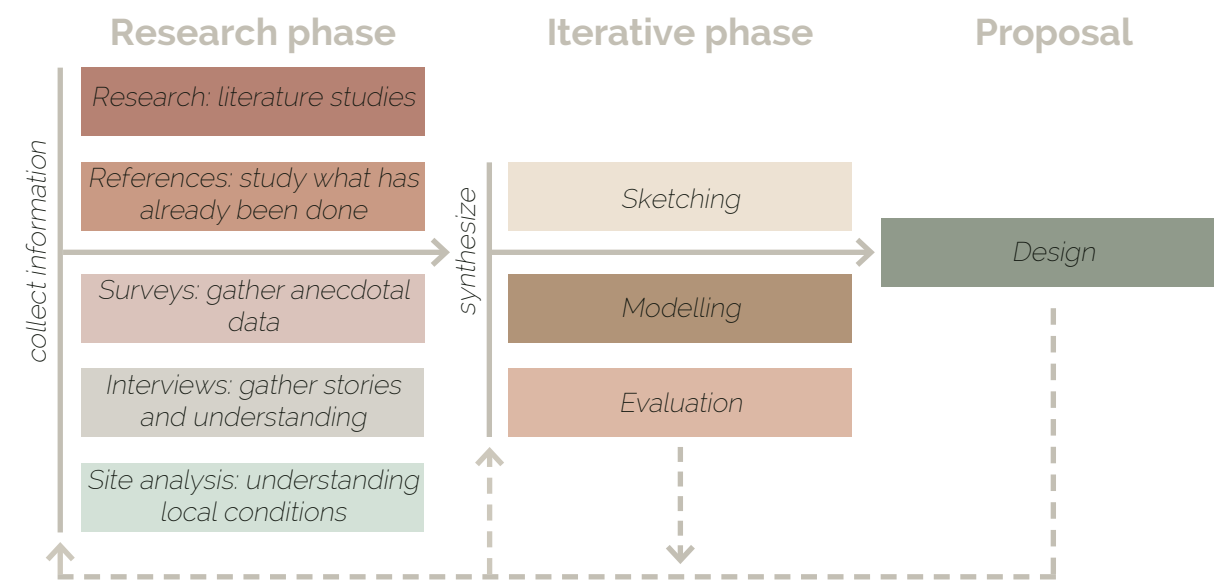 Research phase
Iterative phase
Proposal
collect information
Research: literature studies
References: study what has
already been done
Surveys: gather anecdotal
data
Interviews: gather stories
and understanding
Site analysis: understanding
local conditions
synthesize
Sketching
Modelling
Evaluation
Design